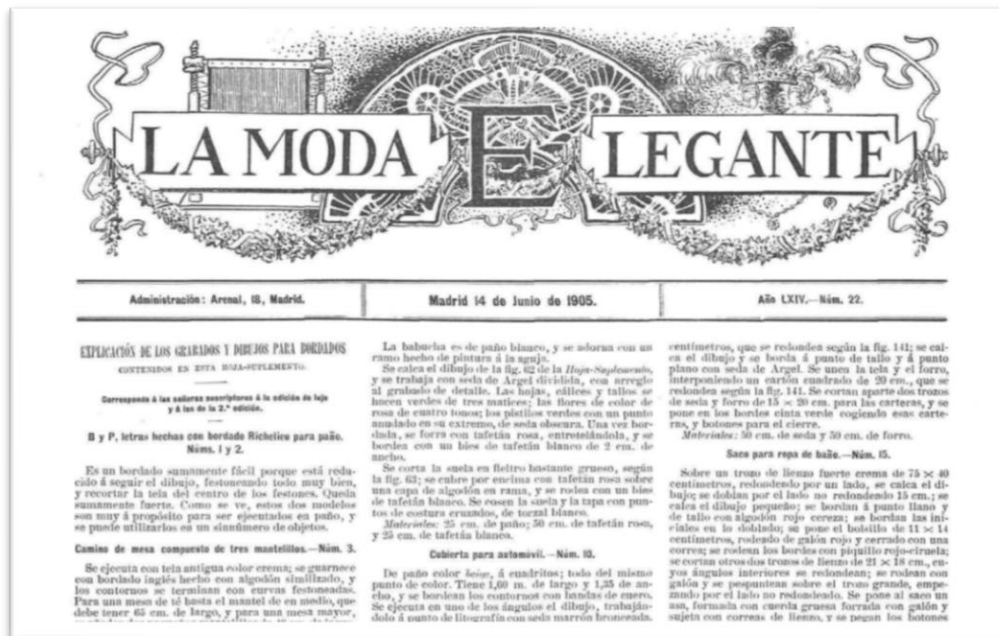 LA MODA ELEGANTE
Administración: Arenal, 18, Madrid.
Madrid 14 de Junio de 1905.
Año LXIV.—Núm. 22.
EXPLICACIÓN DE LOS GRABADOS Y DIBUJOS PARA BORDADOS
CONTENIDOS EN ESTA HOJA-SUPLEMENTO.
Corresponde á las señoras suscriptoras á la edición de lujo
y á las de la 2.ª edición.
B y P, letras hechas con bordado Richelieu para paño.
Núms. 1 y 2.
Es un bordado sumamente fácil porque está redu-
cido á seguir el dibujo, festoneando todo muy bien,
y recortar la tela del centro de los festones. Queda
sumamente fuerte. Como se ve, estos dos modelos
son muy á propósito para ser ejecutados en paño, y
se puede utilizarlos en un sinnúmero de objetos.
Camino de mesa compuesto de tres mantelillos.—Núm. 3.
Se ejecuta con tela antigua color crema; se guarnece
con bordado inglés hecho con algodón similizado, y
los contornos se terminan con curvas festoneadas.
Para una mesa de té basta el mantel de en medio, que
debe tener 65 cm. de largo, y para una mesa mayor,
La babucha es de paño blanco, y se adorna con un
ramo hecho de pintura á la aguja.
Se calca el dibujo de la fig. 62 de la Hoja-Suplemento,
y se trabaja con seda de Argel dividida, con arreglo
al grabado de detalle. Las hojas, cálices y tallos se
hacen verdes de tres matices; las flores de color de
rosa de cuatro tonos; los pistilos verdes con un punto
anudado en su extremo, de seda obscura. Una vez bor-
dada, se forra con tafetán rosa, entretelándola, y se
bordea con un bies de tafetán blanco de 2 cm. de
ancho.
Se corta la suela en fieltro bastante grueso, según
la fig. 63; se cubre por encima con tafetán rosa sobre
una capa de algodón en rama, y se rodea con un bies
de tafetán blanco. Se cosen la suela y la tapa con pun-
tos de costura cruzados, de torzal blanco.
Materiales: 25 cm. de paño; 50 cm. de tafetán rosa,
y 25 cm. de tafetán blanco.
Cubierta para automóvil.—Núm. 10.
De paño color beige, á cuadritos; todo del mismo
punto de color. Tiene 1,60 m. de largo y 1,35 de an-
cho, y se bordean los contornos con bandas de cuero.
Se ejecuta en uno de los ángulos el dibujo, trabaján-
dolo á punto de litografía con seda marrón bronceada.
centímetros, que se redondea según la fig. 141; se cal-
ca el dibujo y se borda á punto de tallo y á punto
plano con seda de Argel. Se unen la tela y el forro,
interponiendo un cartón cuadrado de 20 cm., que se
redondea según la fig. 141. Se cortan aparte dos trozos
de seda y forro de 15 × 20 cm. para las carteras, y se
pone en los bordes cinta verde cogiendo esas carte-
ras, y botones para el cierre.
Materiales: 50 cm. de seda y 50 cm. de forro.
Saco para ropa de baño.—Núm. 15.
Sobre un trozo de lienzo fuerte crema de 75 × 40
centímetros, redondeado por un lado, se calca el di-
bujo; se doblan por el lado no redondeado 15 cm.; se
calca el dibujo pequeño; se bordan á punto llano y
de tallo con algodón rojo cereza; se bordan las ini-
ciales en lo doblado; se pone el bolsillo de 11 × 14
centímetros, rodeado de galón rojo y cerrado con una
correa; se rodean los bordes con piquillo rojo-ciruela;
se cortan otros dos trozos de lienzo de 21 × 18 cm., cu-
yos ángulos interiores se redondean; se rodean con
galón y se pespuntean sobre el trozo grande, empe-
zando por el lado no redondeado. Se pone al saco un
asa, formada con cuerda gruesa forrada con galón y
sujeta con correas de lienzo, y se pegan los botones